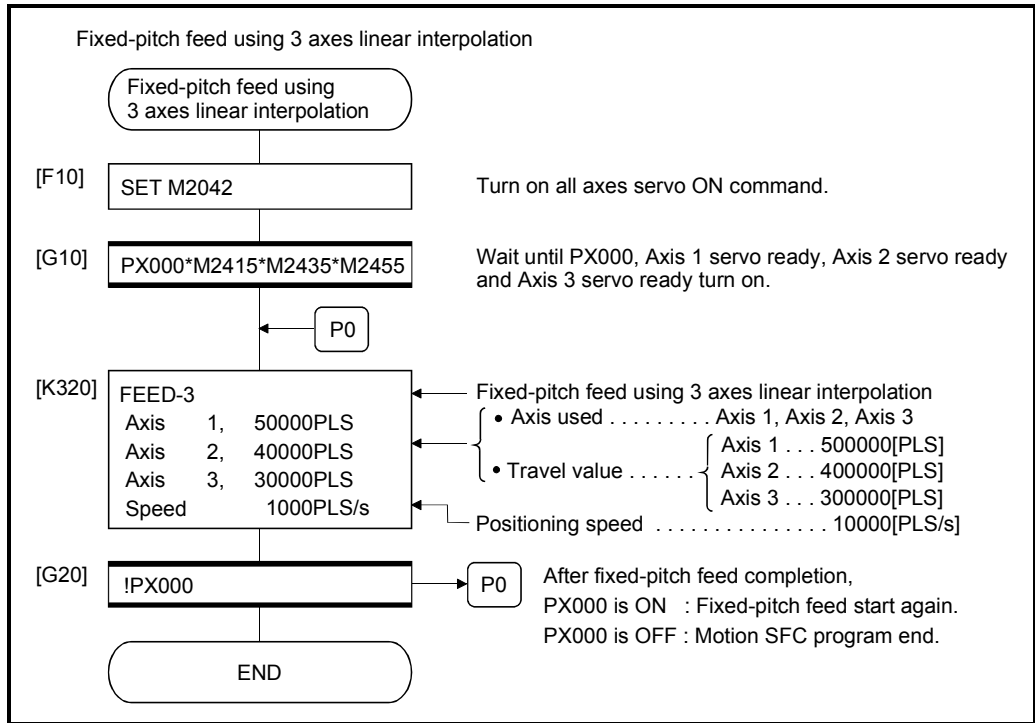 Fixed-pitch feed using 3 axes linear interpolation
Fixed-pitch feed using
3 axes linear interpolation
[F10]
SET M2042
Turn on all axes servo ON command.
[G10]
PX000*M2415*M2435*M2455
Wait until PX000, Axis 1 servo ready, Axis 2 servo ready
and Axis 3 servo ready turn on.
P0
[K320]
FEED-3
Axis 1, 50000PLS
Axis 2, 40000PLS
Axis 3, 30000PLS
Speed 1000PLS/s
Fixed-pitch feed using 3 axes linear interpolation
• Axis used . . . . . . . . . Axis 1, Axis 2, Axis 3
• Travel value . . . . . .
Axis 1 . . . 500000[PLS]
Axis 2 . . . 400000[PLS]
Axis 3 . . . 300000[PLS]
Positioning speed . . . . . . . . . . . . . . . 10000[PLS/s]
[G20]
!PX000
P0
After fixed-pitch feed completion,
PX000 is ON : Fixed-pitch feed start again.
PX000 is OFF : Motion SFC program end.
END